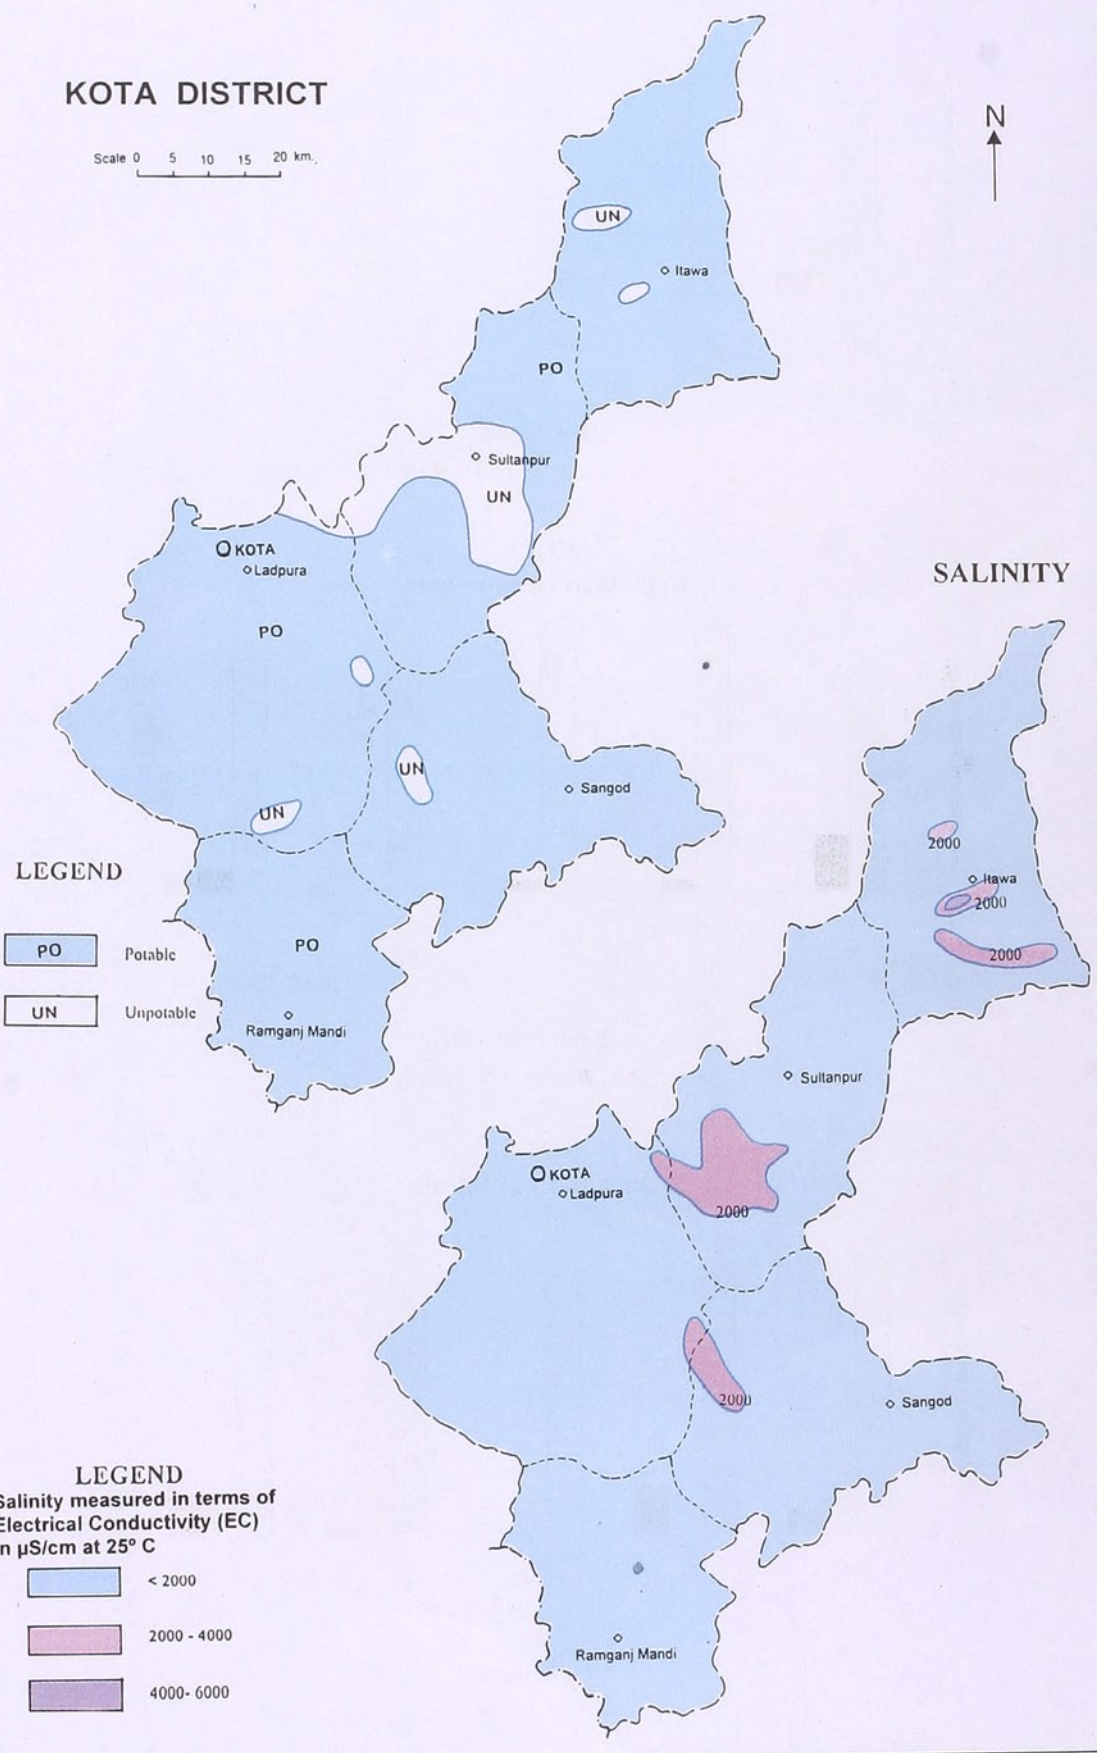 KOTA DISTRICT
Scale 0 5 10 15 20 km.
N
UN
Itawa
PO
Sultanpur
UN
KOTA
Ladpura
PO
UN
Sangod
UN
LEGEND
PO Potable
UN Unpotable
PO
Ramganj Mandi
SALINITY
2000
Itawa
2000
2000
Sultanpur
KOTA
Ladpura
2000
2000
Sangod
Ramganj Mandi
LEGEND
Salinity measured in terms of
Electrical Conductivity (EC)
in µS/cm at 25º C
< 2000
2000 - 4000
4000- 6000